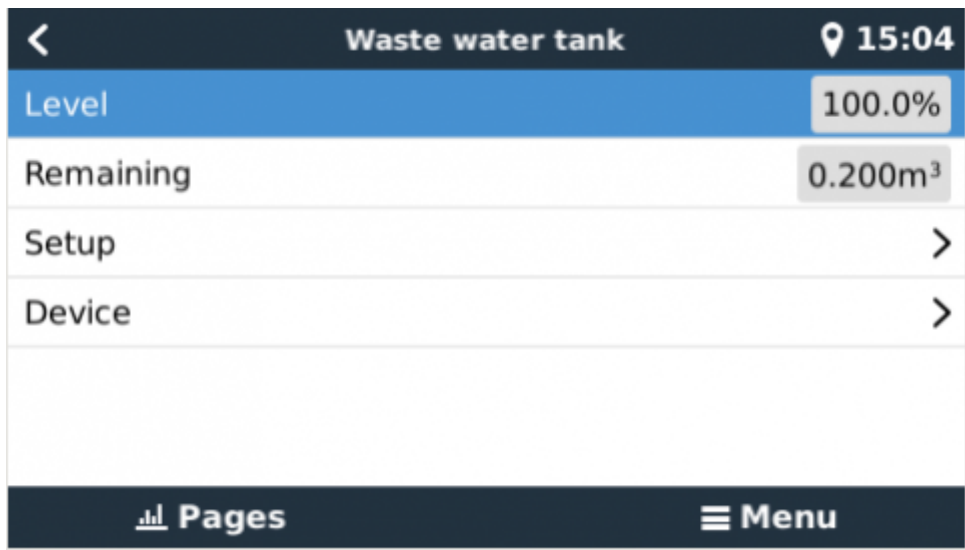 Waste water tank 15:04
Level 100.0%
Remaining 0.200m³
Setup
Device
Pages Menu